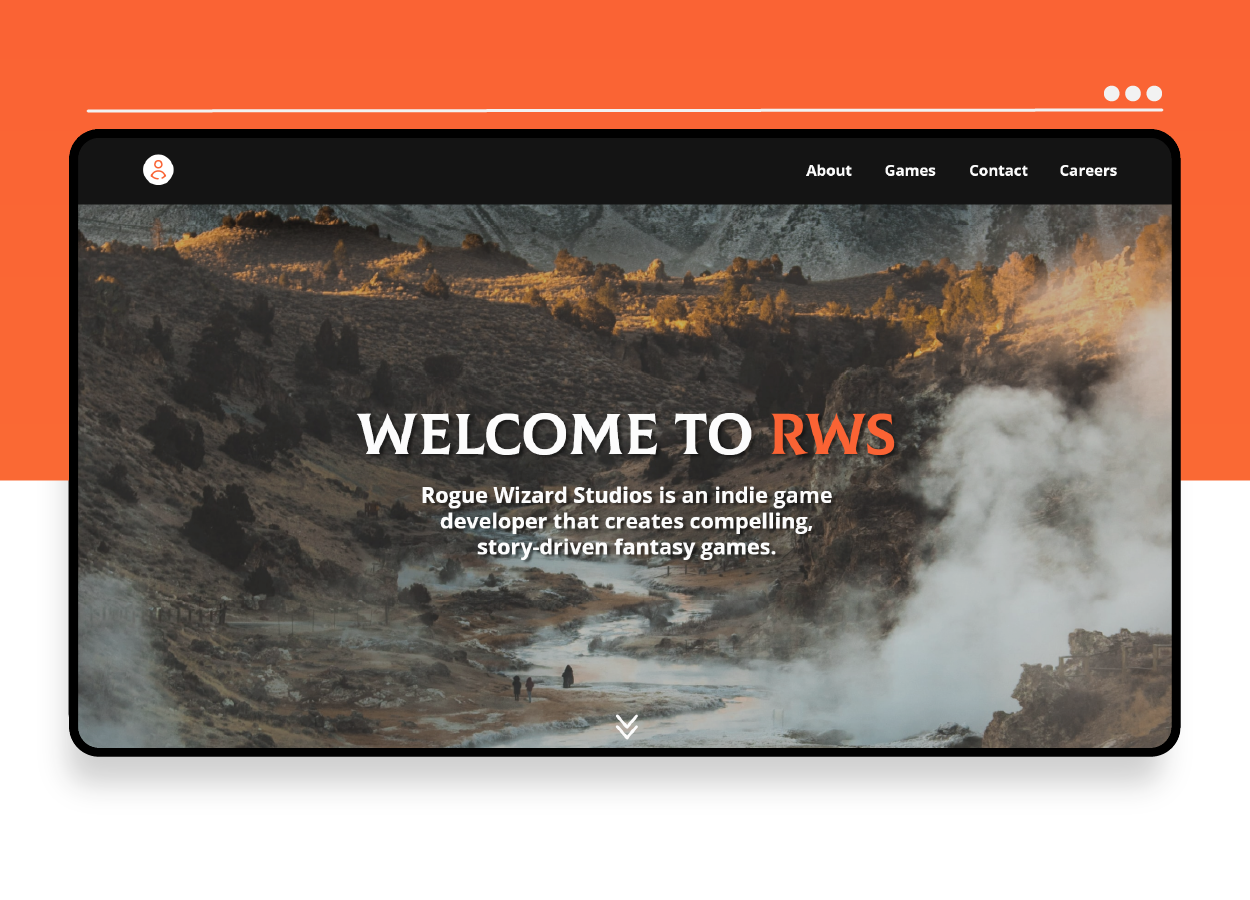 About Games Contact Careers
WELCOME TO RWS
Rogue Wizard Studios is an indie game
developer that creates compelling,
story-driven fantasy games.